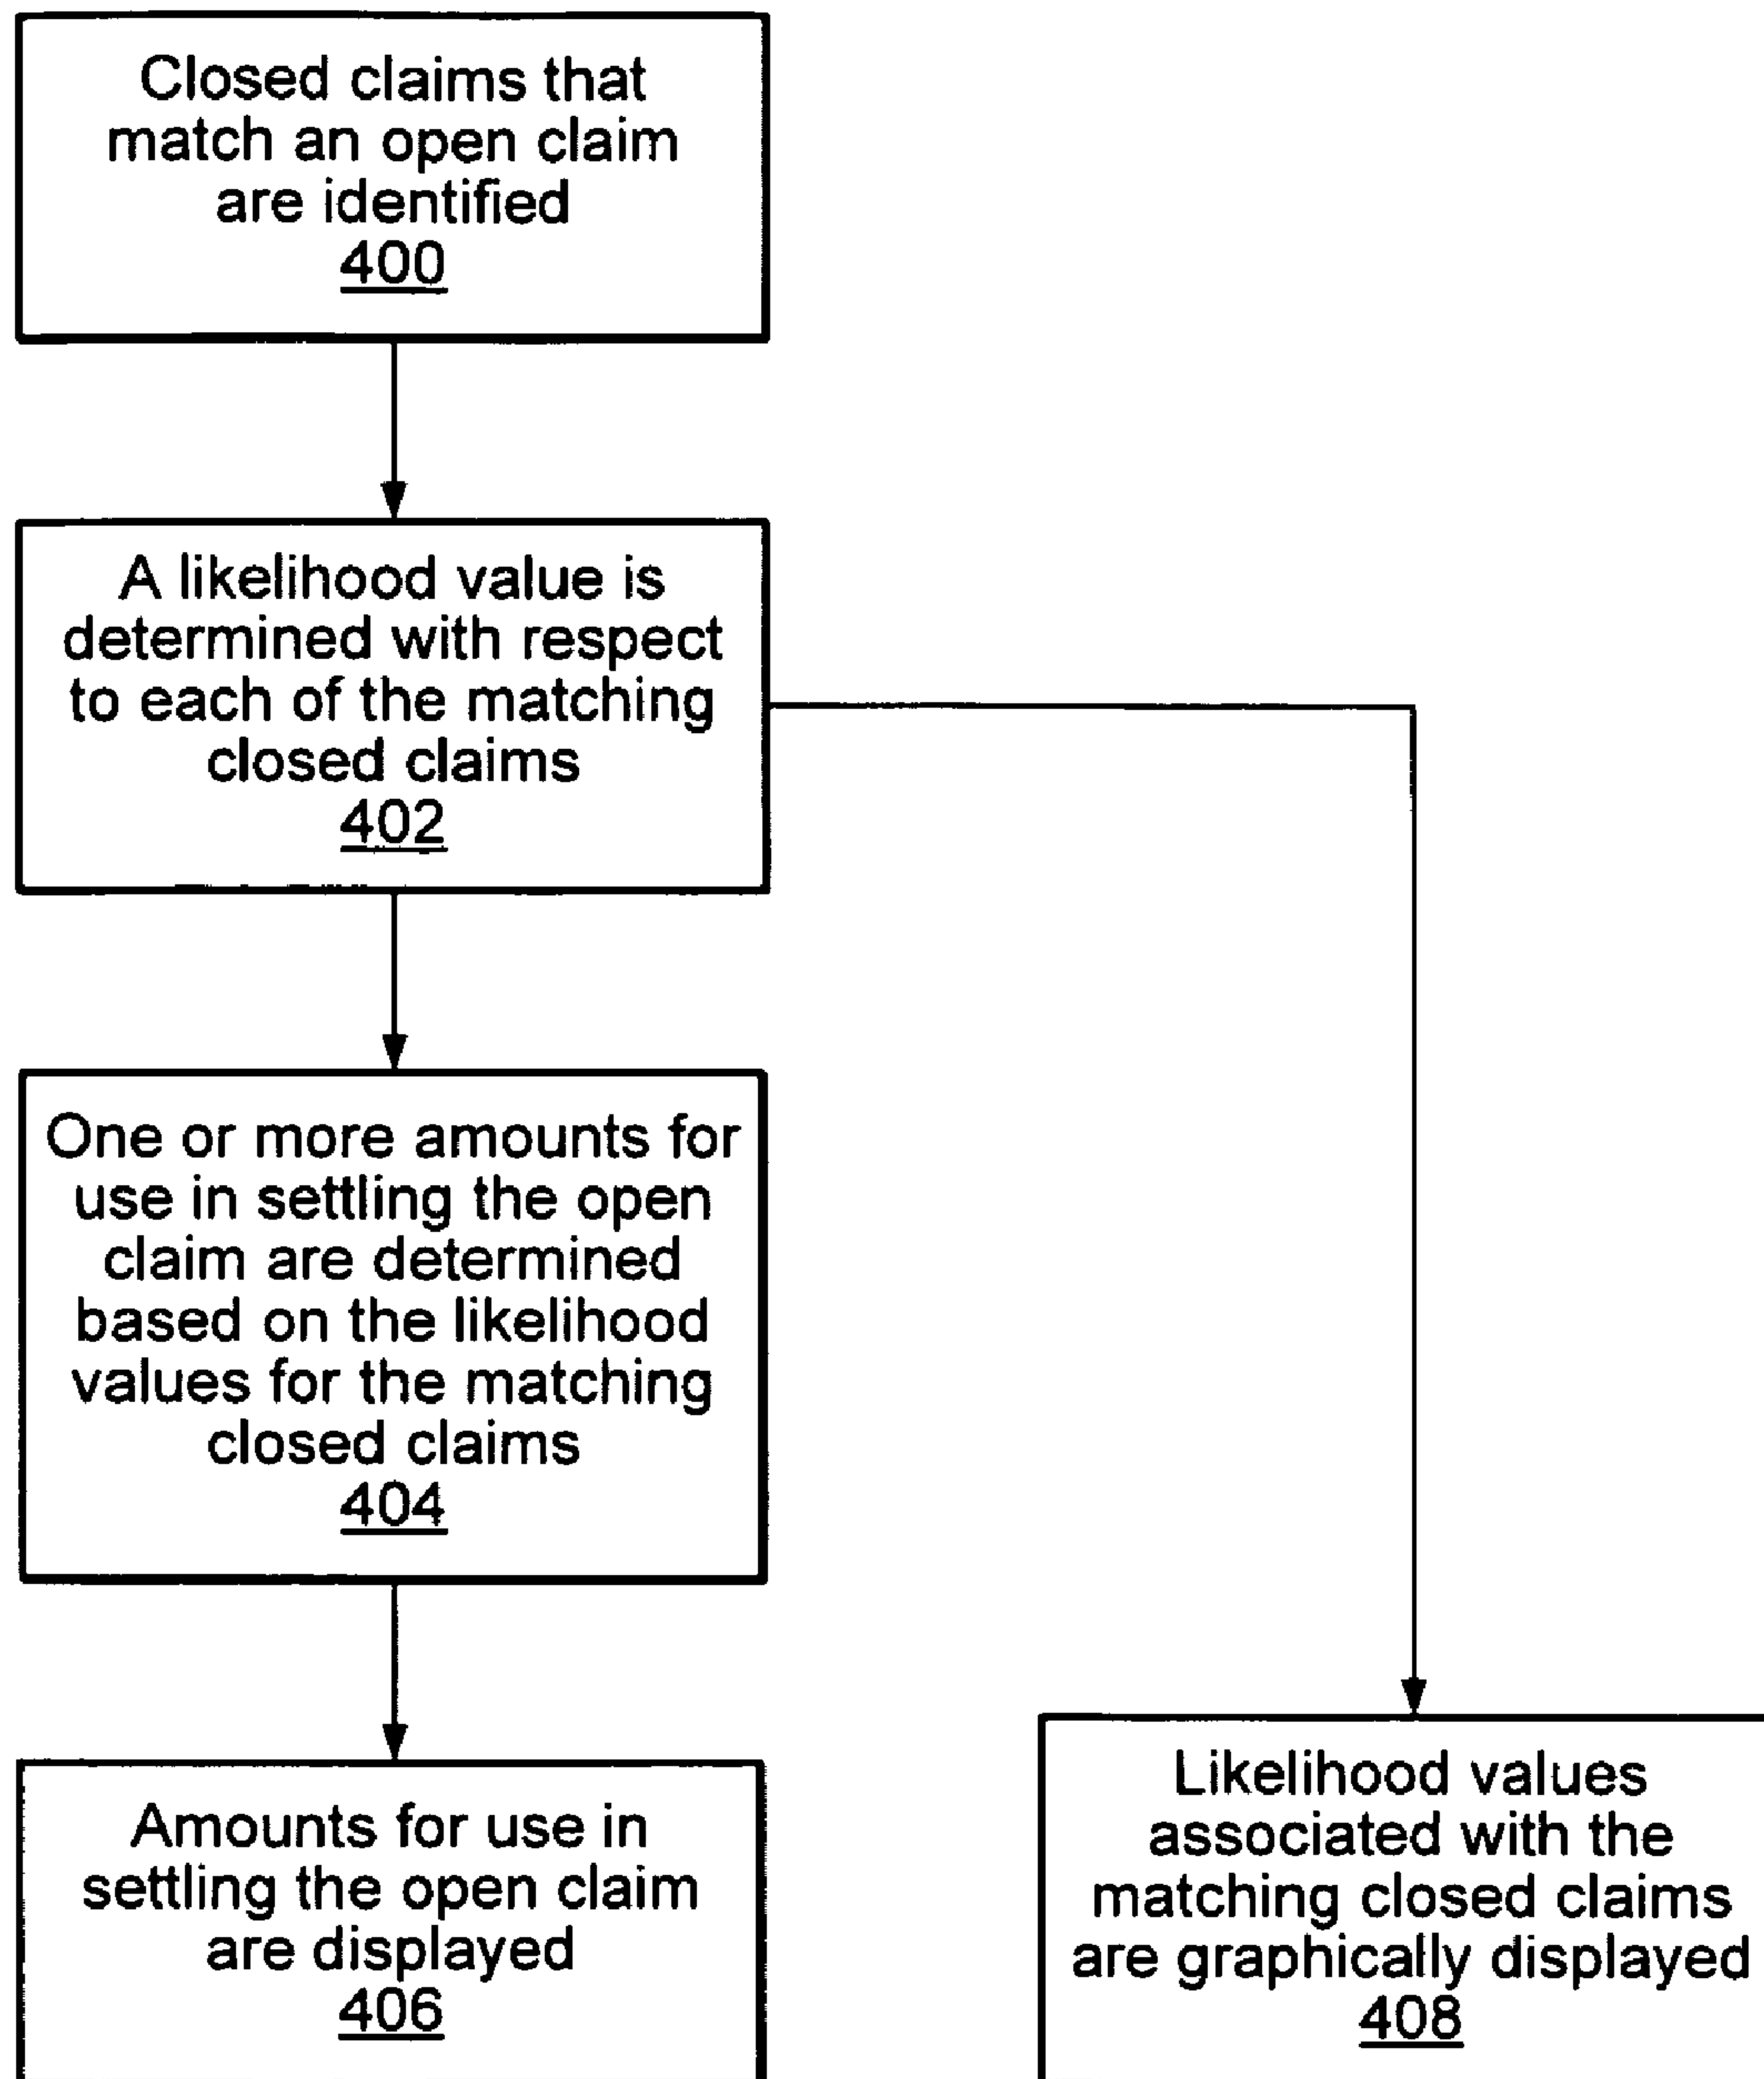 Closed claims that
match an open claim
are identified
400
A likelihood value is
determined with respect
to each of the matching
closed claims
402
One or more amounts for
use in settling the open
claim are determined
based on the likelihood
values for the matching
closed claims
404
Amounts for use in
settling the open claim
are displayed
406
Likelihood values
associated with the
matching closed claims
are graphically displayed
408